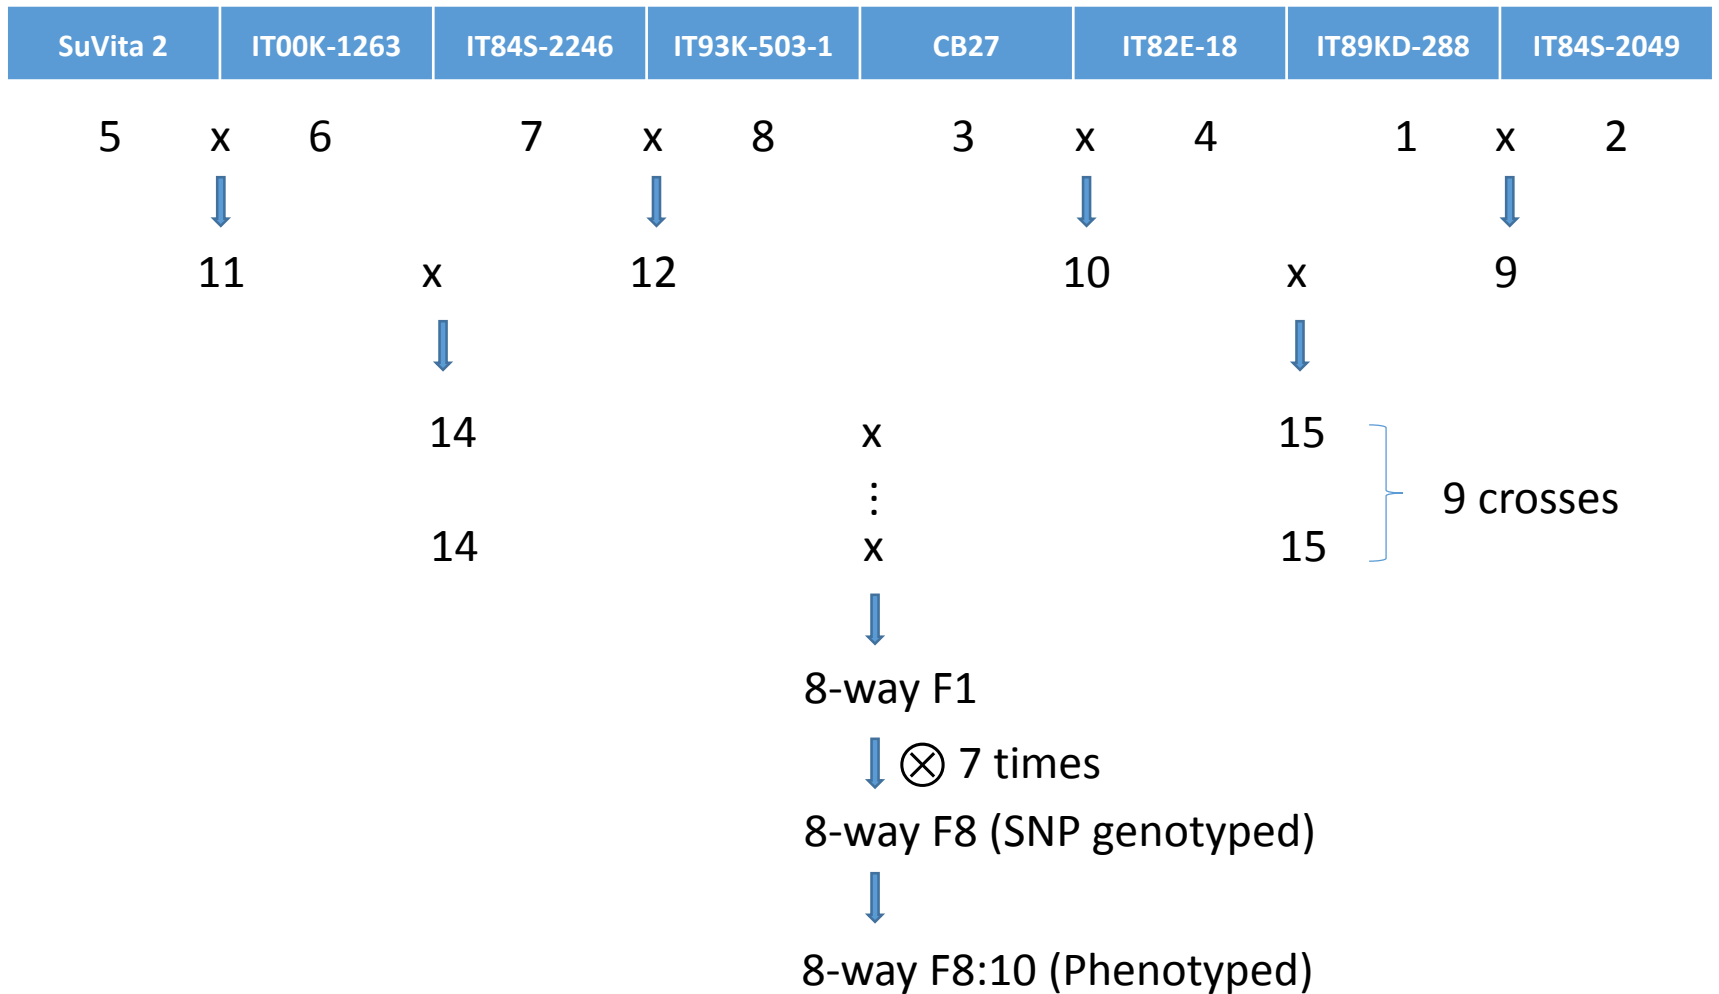 SuVita 2 IT00K-1263 IT84S-2246 IT93K-503-1 CB27 IT82E-18 IT89KD-288 IT84S-2049
5 x 6 7 x 8 3 x 4 1 x 2
11 x 12 10 x 9
14 x 15
⋮
9 crosses
14 x 15
8-way F1
⊗ 7 times
8-way F8 (SNP genotyped)
8-way F8:10 (Phenotyped)